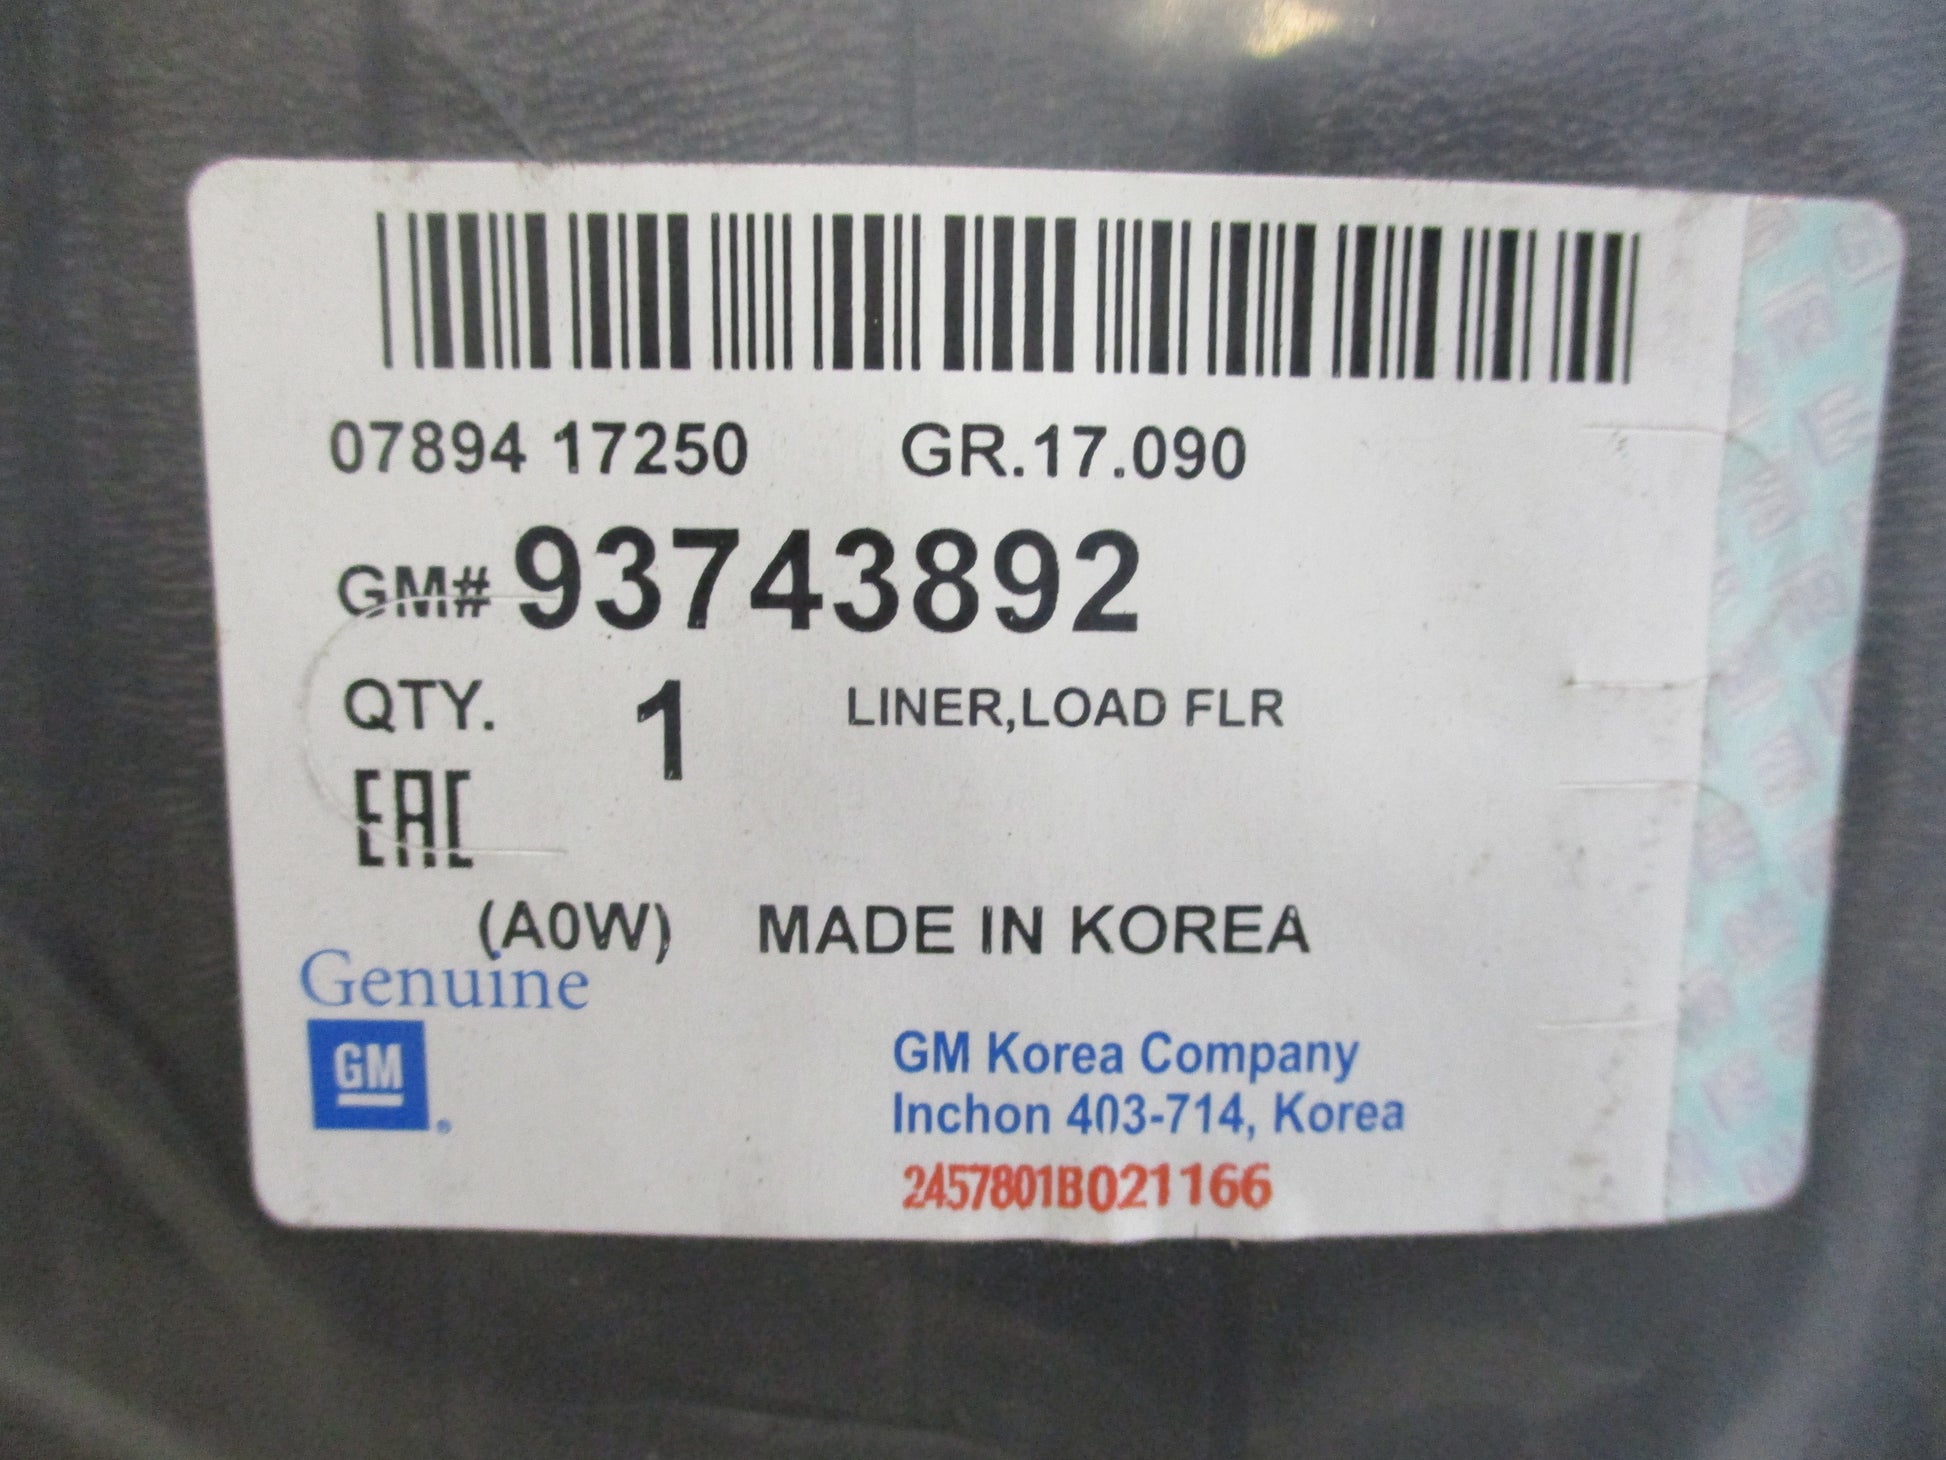 07894 17250 GR.17.090
GM# 93743892
QTY. 1 LINER,LOAD FLR
EAC
(A0W) MADE IN KOREA
Genuine
GM
GM Korea Company
Inchon 403-714, Korea
2457801B021166